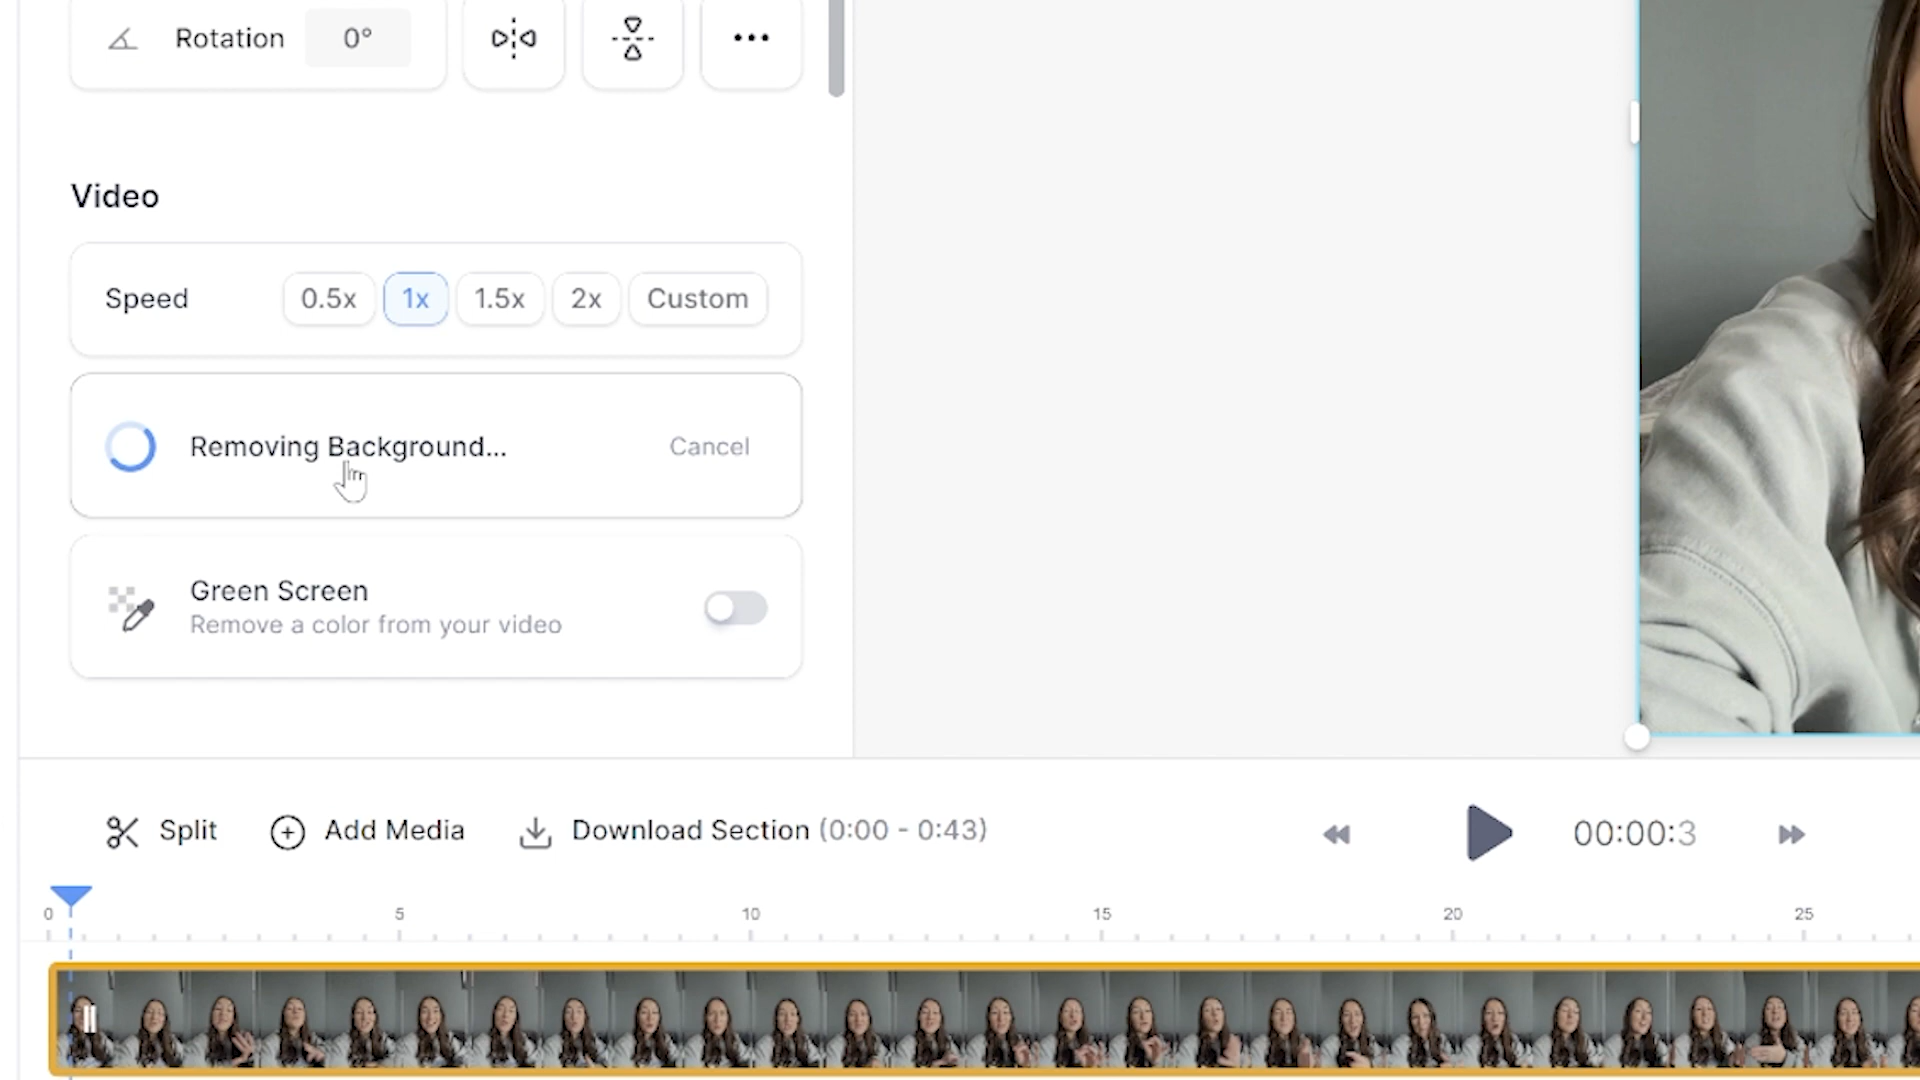 Rotation 0°
Video
Speed 0.5x 1x 1.5x 2x Custom
Removing Background... Cancel
Green Screen
Remove a color from your video
Split Add Media Download Section (0:00 - 0:43) 00:00:3
0 5 10 15 20 25